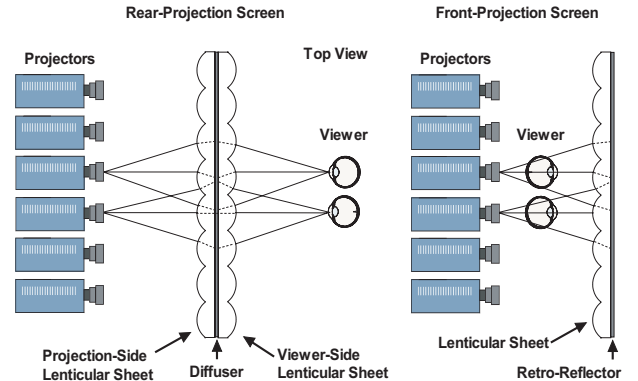 Rear-Projection Screen
Front-Projection Screen
Top View
Projectors
Projectors
Viewer
Viewer
Projection-Side
Lenticular Sheet
Diffuser
Viewer-Side
Lenticular Sheet
Lenticular Sheet
Retro-Reflector